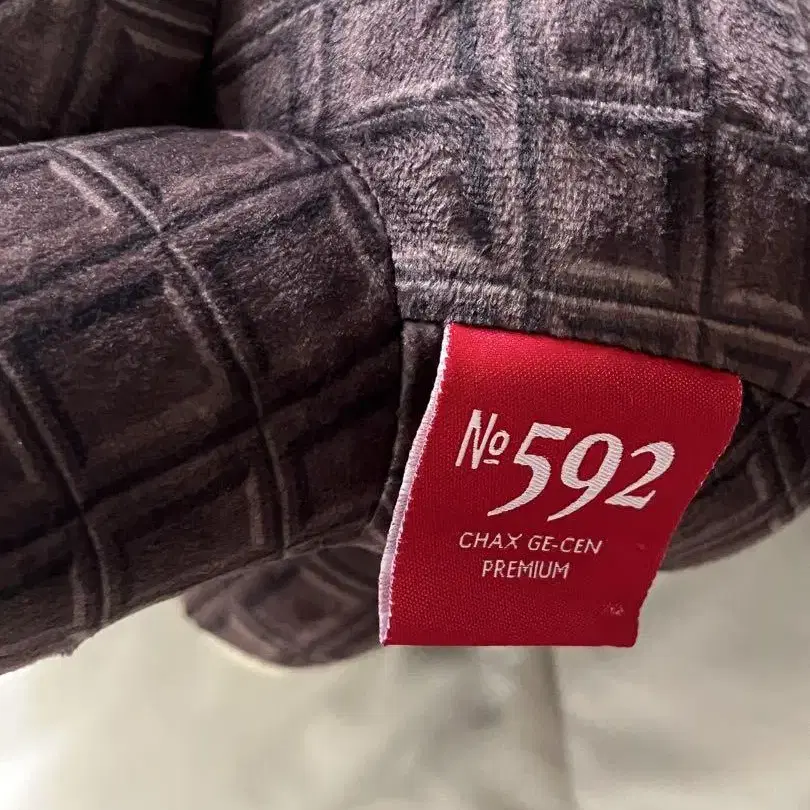 №592
CHAX GE-CEN
PREMIUM